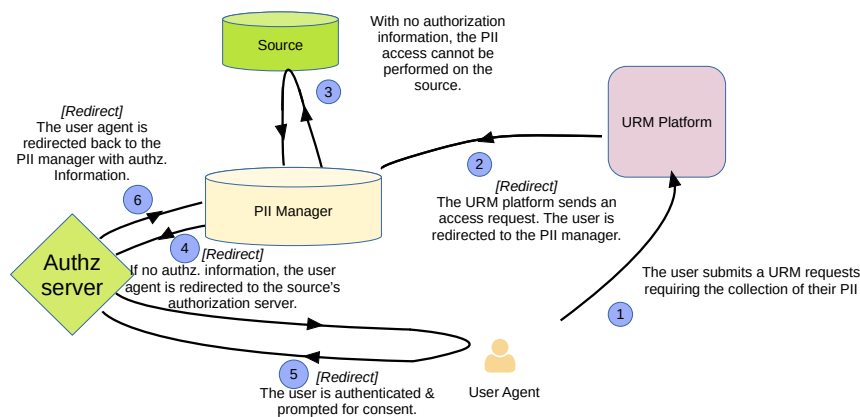 Source
With no authorization
information, the PII
access cannot be
performed on the
source.
3
URM Platform
[Redirect]
The user agent is
redirected back to the
PII manager with authz.
Information.
6
2
[Redirect]
The URM platform sends an
access request. The user is
redirected to the PII manager.
PII Manager
4
[Redirect]
If no authz. information, the user
agent is redirected to the source's
authorization server.
Authz
server
The user submits a URM requests
requiring the collection of their PII
1
5
[Redirect]
The user is authenticated &
prompted for consent.
User Agent